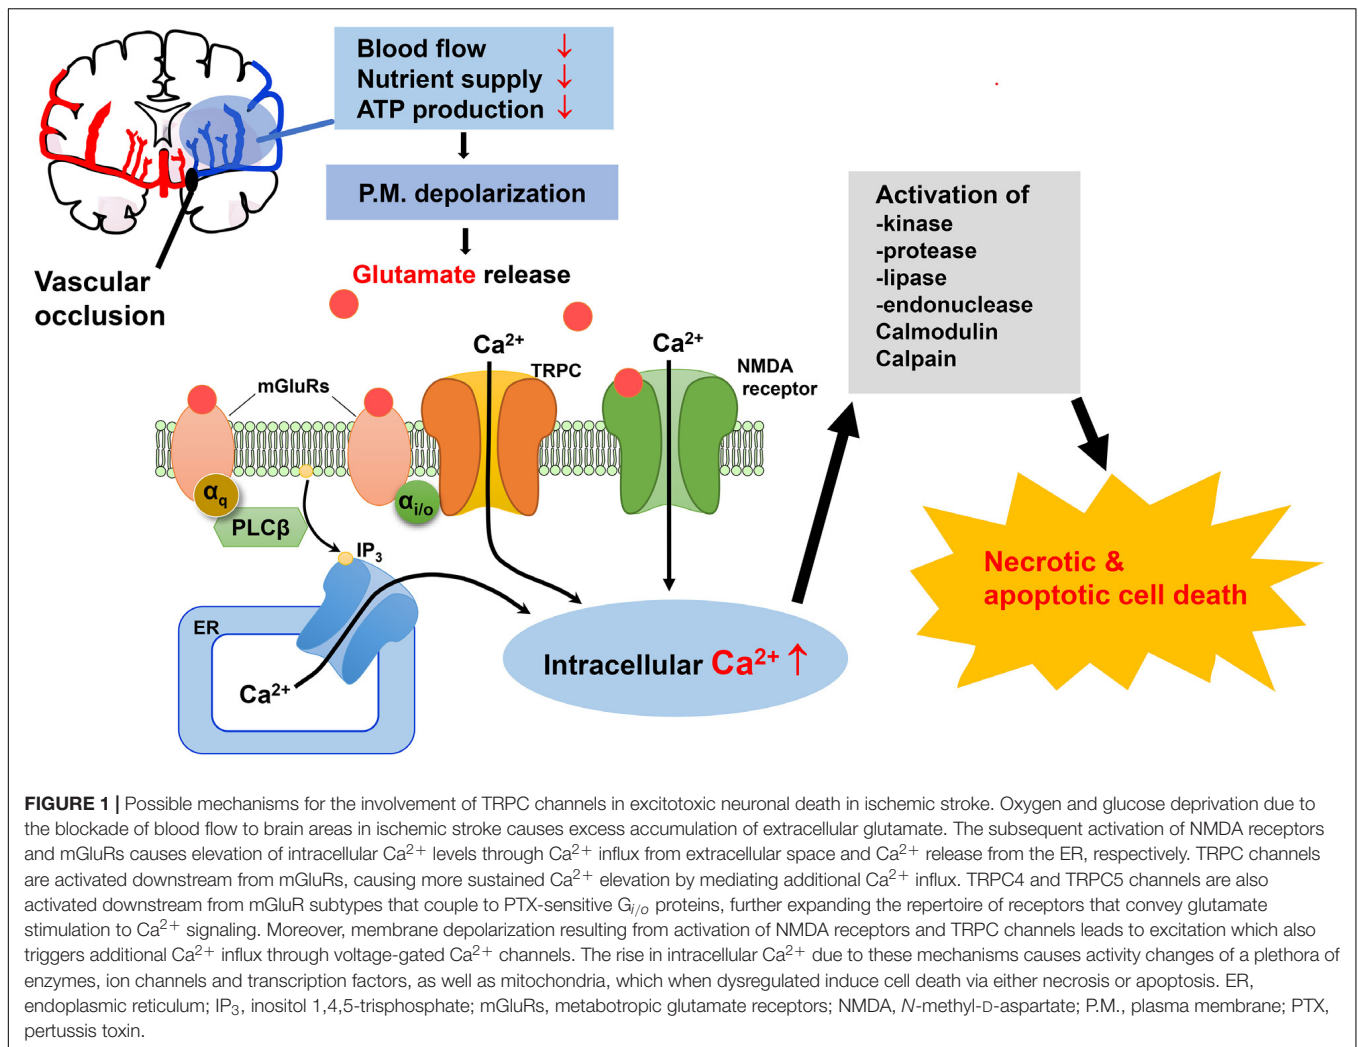 Blood flow ↓
Nutrient supply ↓
ATP production ↓
P.M. depolarization
Glutamate release
Vascular
occlusion
Ca²⁺
TRPC
Ca²⁺
NMDA
receptor
mGluRs
αq
αi/o
PLCβ
IP₃
ER
Ca²⁺
Intracellular Ca²⁺ ↑
Activation of
-kinase
-protease
-lipase
-endonuclease
Calmodulin
Calpain
Necrotic &
apoptotic cell death
FIGURE 1 | Possible mechanisms for the involvement of TRPC channels in excitotoxic neuronal death in ischemic stroke. Oxygen and glucose deprivation due to
the blockade of blood flow to brain areas in ischemic stroke causes excess accumulation of extracellular glutamate. The subsequent activation of NMDA receptors
and mGluRs causes elevation of intracellular Ca²⁺ levels through Ca²⁺ influx from extracellular space and Ca²⁺ release from the ER, respectively. TRPC channels
are activated downstream from mGluRs, causing more sustained Ca²⁺ elevation by mediating additional Ca²⁺ influx. TRPC4 and TRPC5 channels are also
activated downstream from mGluR subtypes that couple to PTX-sensitive Gi/o proteins, further expanding the repertoire of receptors that convey glutamate
stimulation to Ca²⁺ signaling. Moreover, membrane depolarization resulting from activation of NMDA receptors and TRPC channels leads to excitation which also
triggers additional Ca²⁺ influx through voltage-gated Ca²⁺ channels. The rise in intracellular Ca²⁺ due to these mechanisms causes activity changes of a plethora of
enzymes, ion channels and transcription factors, as well as mitochondria, which when dysregulated induce cell death via either necrosis or apoptosis. ER,
endoplasmic reticulum; IP₃, inositol 1,4,5-trisphosphate; mGluRs, metabotropic glutamate receptors; NMDA, N-methyl-D-aspartate; P.M., plasma membrane; PTX,
pertussis toxin.